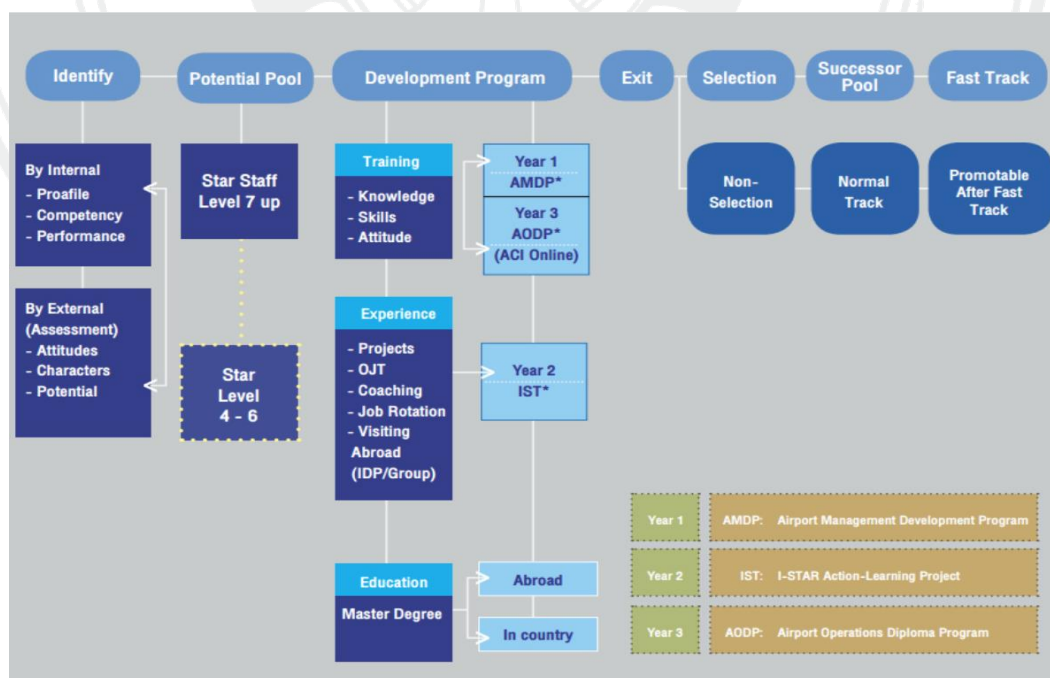 Identify
Potential Pool
Development Program
Exit
Selection
Successor
Pool
Fast Track
By Internal
- Proafile
- Competency
- Performance
By External
(Assessment)
- Attitudes
- Characters
- Potential
Star Staff
Level 7 up
Star
Level
4 - 6
Training
- Knowledge
- Skills
- Attitude
Year 1
AMDP*
Year 3
AODP*
(ACI Online)
Experience
- Projects
- OJT
- Coaching
- Job Rotation
- Visiting
Abroad
(IDP/Group)
Year 2
IST*
Education
Master Degree
Abroad
In country
Non-
Selection
Normal
Track
Promotable
After Fast
Track
Year 1
AMDP: Airport Management Development Program
Year 2
IST: I-STAR Action-Learning Project
Year 3
AODP: Airport Operations Diploma Program